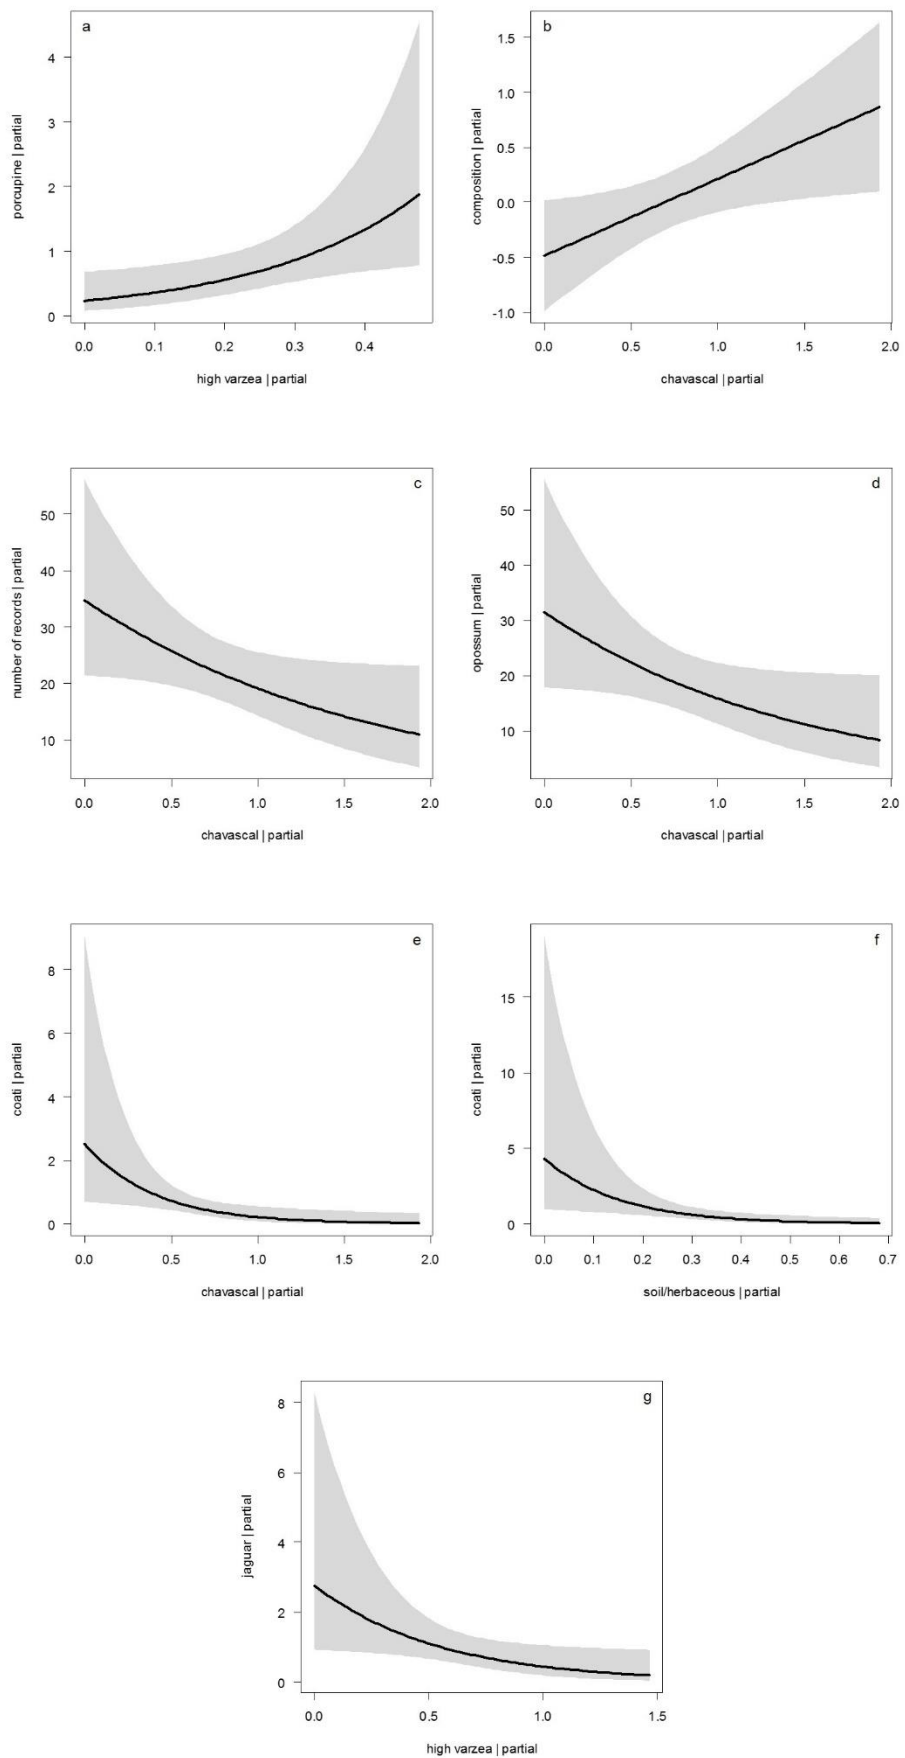 a
porcupine | partial
4
3
2
1
0
0.0 0.1 0.2 0.3 0.4
high varzea | partial
b
composition | partial
1.5
1.0
0.5
0.0
-0.5
-1.0
0.0 0.5 1.0 1.5 2.0
chavascal | partial
c
number of records | partial
50
40
30
20
10
0.0 0.5 1.0 1.5 2.0
chavascal | partial
d
opossum | partial
50
40
30
20
10
0.0 0.5 1.0 1.5 2.0
chavascal | partial
e
coati | partial
8
6
4
2
0
0.0 0.5 1.0 1.5 2.0
chavascal | partial
f
coati | partial
15
10
5
0
0.0 0.1 0.2 0.3 0.4 0.5 0.6 0.7
soil/herbaceous | partial
g
jaguar | partial
8
6
4
2
0
0.0 0.5 1.0 1.5
high varzea | partial